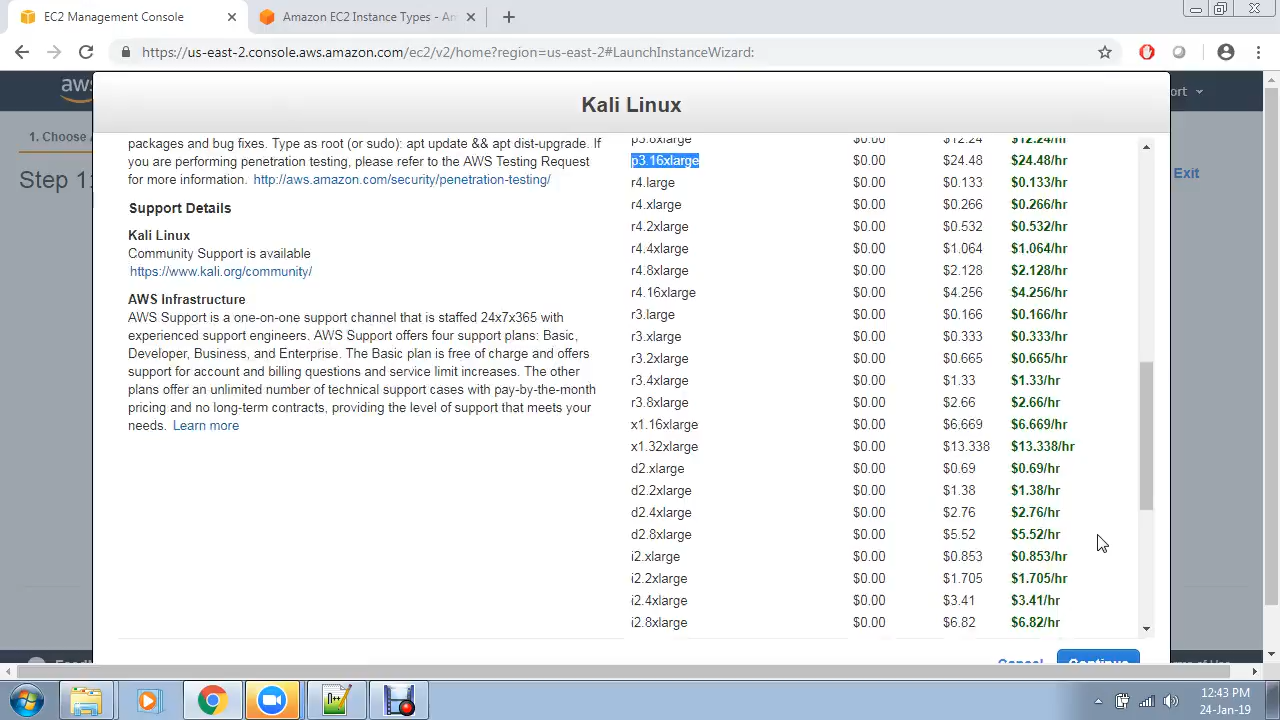 EC2 Management Console
Amazon EC2 Instance Types - Am
https://us-east-2.console.aws.amazon.com/ec2/v2/home?region=us-east-2#LaunchInstanceWizard:
aws
ort
Kali Linux
1. Choose
Step 1:
Exit
packages and bug fixes. Type as root (or sudo): apt update && apt dist-upgrade. If
you are performing penetration testing, please refer to the AWS Testing Request
for more information. http://aws.amazon.com/security/penetration-testing/
Support Details
Kali Linux
Community Support is available
https://www.kali.org/community/
AWS Infrastructure
AWS Support is a one-on-one support channel that is staffed 24x7x365 with
experienced support engineers. AWS Support offers four support plans: Basic,
Developer, Business, and Enterprise. The Basic plan is free of charge and offers
support for account and billing questions and service limit increases. The other
plans offer an unlimited number of technical support cases with pay-by-the-month
pricing and no long-term contracts, providing the level of support that meets your
needs. Learn more
p3.8xlarge $0.00 $12.24 $12.24/hr
p3.16xlarge $0.00 $24.48 $24.48/hr
r4.large $0.00 $0.133 $0.133/hr
r4.xlarge $0.00 $0.266 $0.266/hr
r4.2xlarge $0.00 $0.532 $0.532/hr
r4.4xlarge $0.00 $1.064 $1.064/hr
r4.8xlarge $0.00 $2.128 $2.128/hr
r4.16xlarge $0.00 $4.256 $4.256/hr
r3.large $0.00 $0.166 $0.166/hr
r3.xlarge $0.00 $0.333 $0.333/hr
r3.2xlarge $0.00 $0.665 $0.665/hr
r3.4xlarge $0.00 $1.33 $1.33/hr
r3.8xlarge $0.00 $2.66 $2.66/hr
x1.16xlarge $0.00 $6.669 $6.669/hr
x1.32xlarge $0.00 $13.338 $13.338/hr
d2.xlarge $0.00 $0.69 $0.69/hr
d2.2xlarge $0.00 $1.38 $1.38/hr
d2.4xlarge $0.00 $2.76 $2.76/hr
d2.8xlarge $0.00 $5.52 $5.52/hr
i2.xlarge $0.00 $0.853 $0.853/hr
i2.2xlarge $0.00 $1.705 $1.705/hr
i2.4xlarge $0.00 $3.41 $3.41/hr
i2.8xlarge $0.00 $6.82 $6.82/hr
Cancel Continue
Feedb
rms of Use
12:43 PM
24-Jan-19